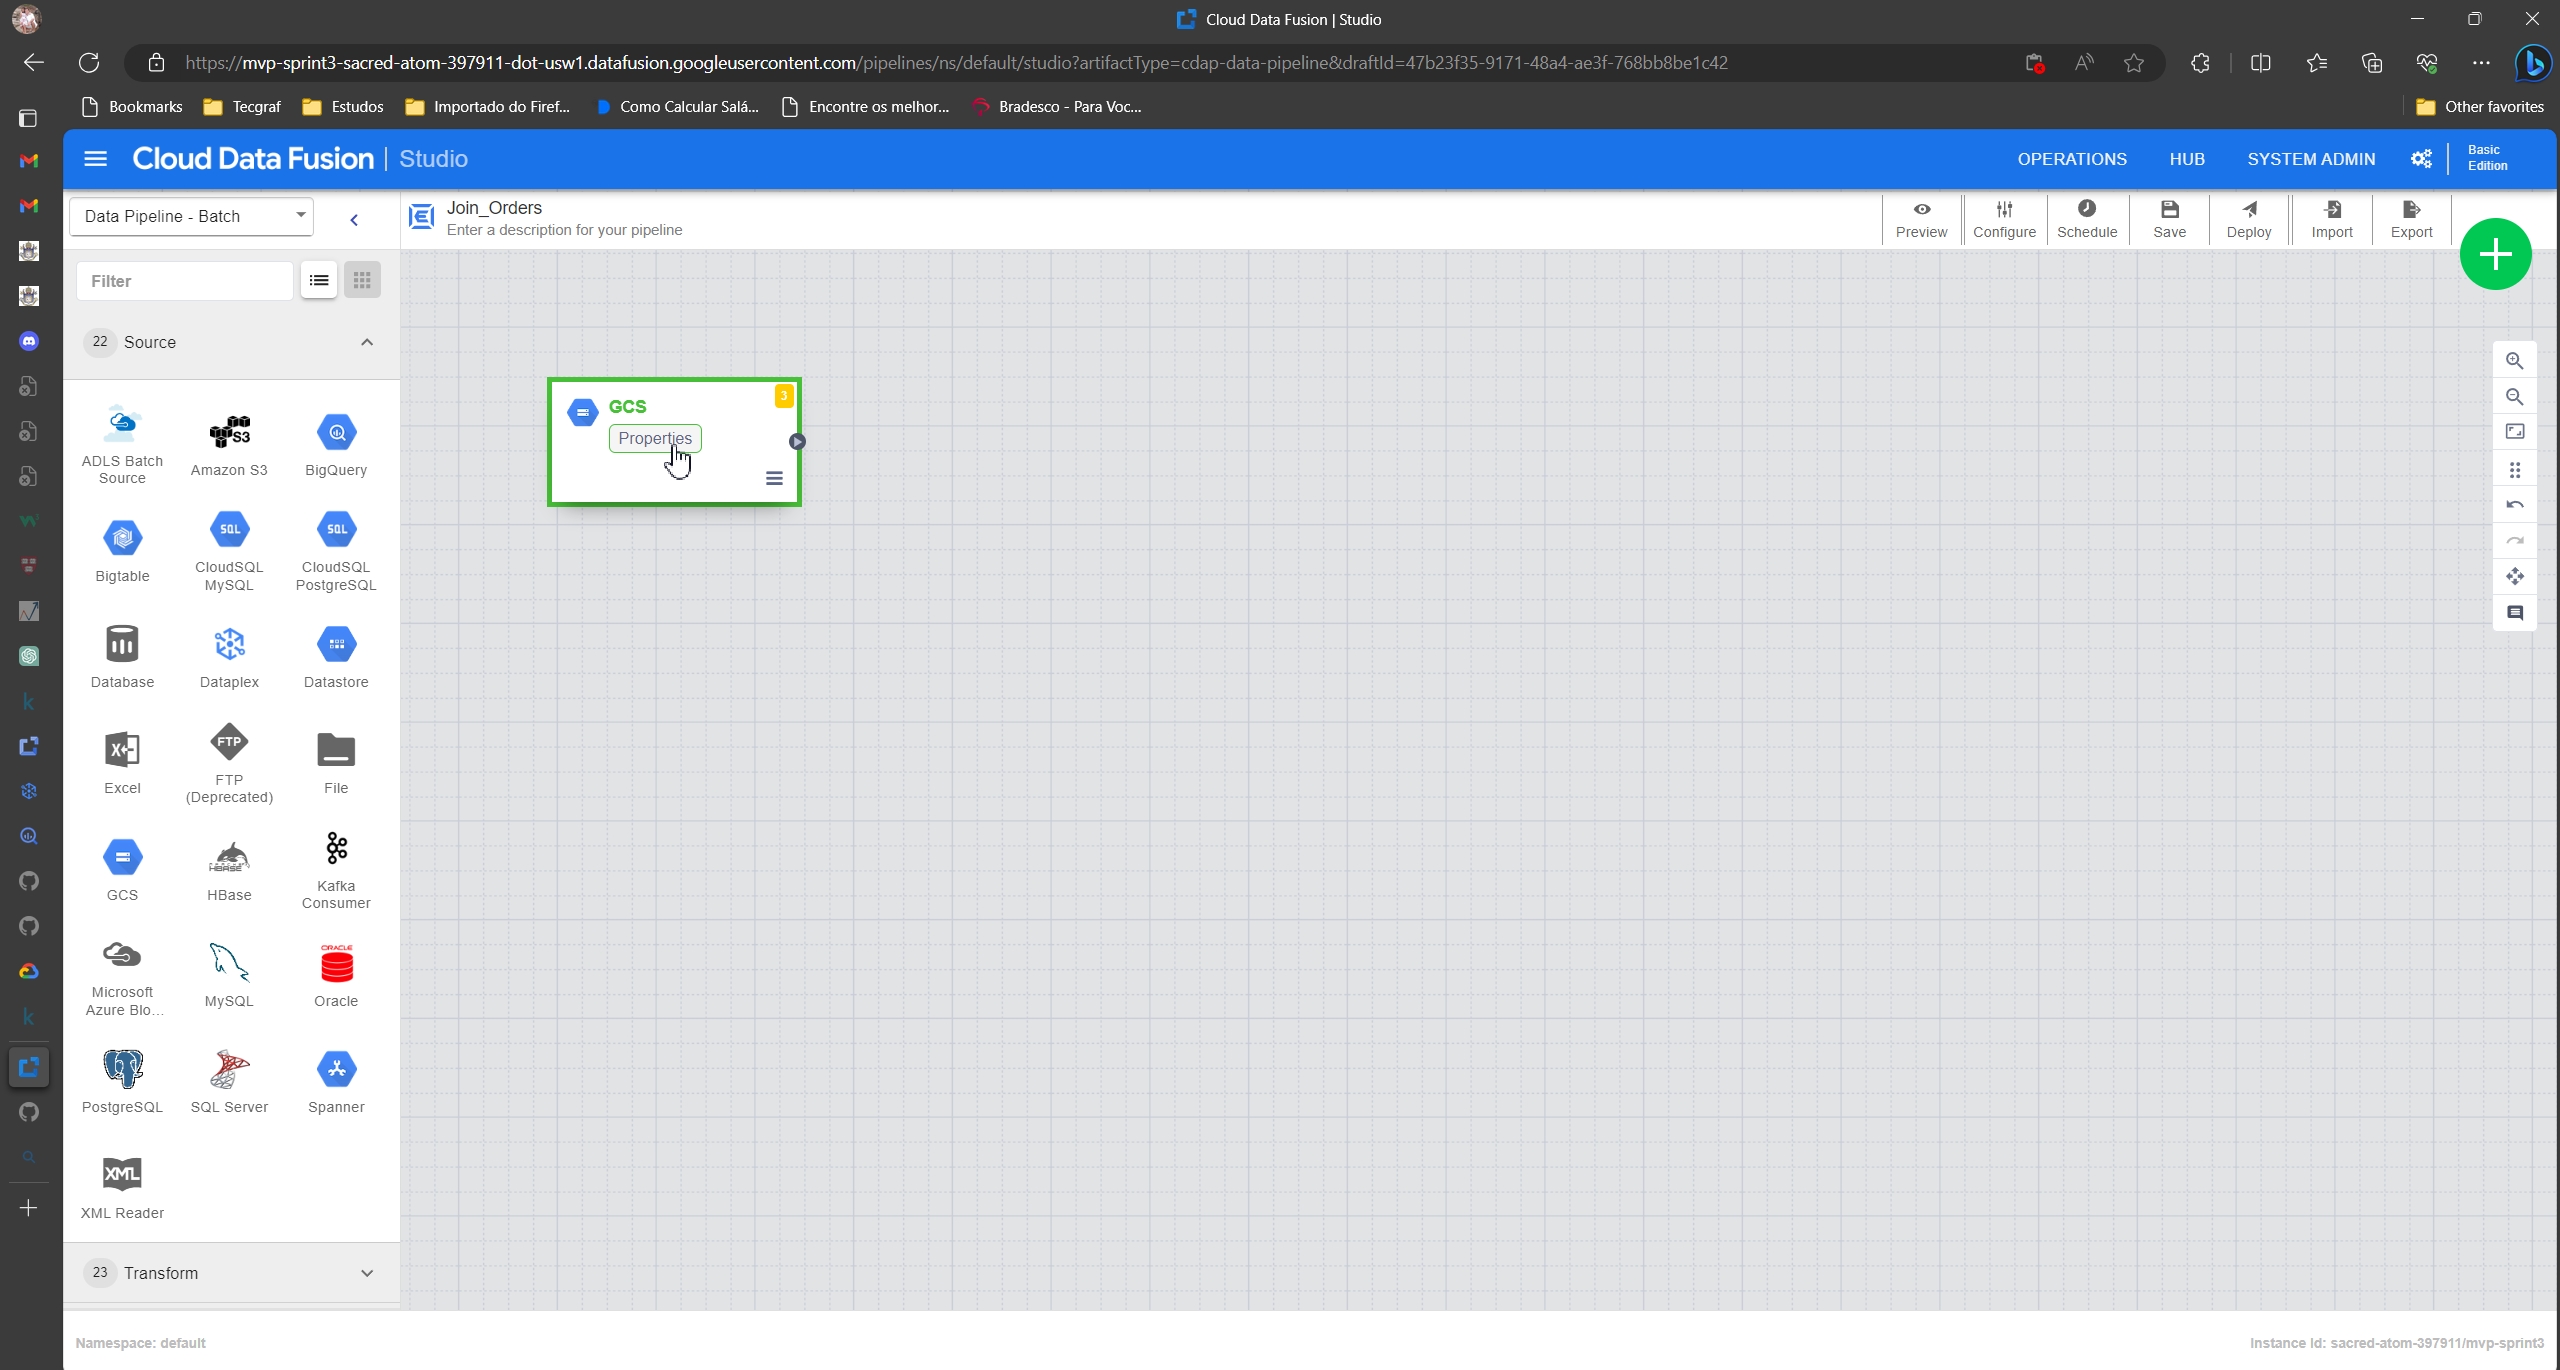 Cloud Data Fusion | Studio
https://mvp-sprint3-sacred-atom-397911-dot-usw1.datafusion.googleusercontent.com/pipelines/ns/default/studio?artifactType=cdap-data-pipeline&draftId=47b23f35-9171-48a4-ae3f-768bb8be1c42
Bookmarks Tecgraf Estudos Importado do Firef... Como Calcular Salá... Encontre os melhor... Bradesco - Para Voc... Other favorites
Cloud Data Fusion | Studio OPERATIONS HUB SYSTEM ADMIN Basic
Edition
Data Pipeline - Batch
Join_Orders
Enter a description for your pipeline
Preview Configure Schedule Save Deploy Import Export
Filter
22 Source
ADLS Batch
Source
Amazon S3
BigQuery
Bigtable
SQL
CloudSQL
MySQL
SQL
CloudSQL
PostgreSQL
Database
Dataplex
Datastore
Excel
FTP
FTP
(Deprecated)
File
GCS
HBASE
HBase
Kafka
Consumer
Microsoft
Azure Blo...
MySQL
ORACLE
Oracle
PostgreSQL
SQL Server
Spanner
XML
XML Reader
23 Transform
GCS
3
Properties
Namespace: default
Instance Id: sacred-atom-397911/mvp-sprint3